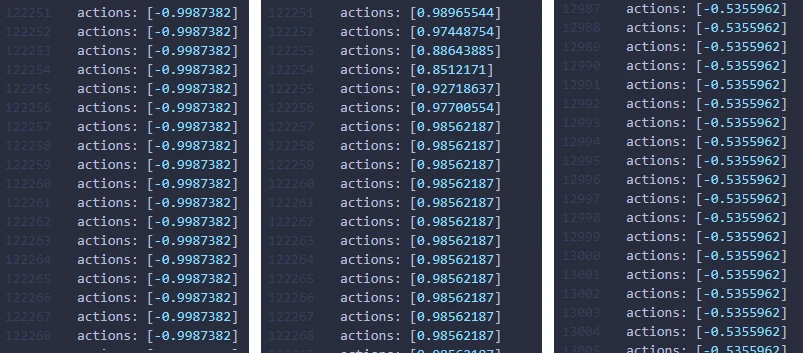 122251 actions: [-0.9987382]
122252 actions: [-0.9987382]
122253 actions: [-0.9987382]
122254 actions: [-0.9987382]
122255 actions: [-0.9987382]
122256 actions: [-0.9987382]
122257 actions: [-0.9987382]
122258 actions: [-0.9987382]
122259 actions: [-0.9987382]
122260 actions: [-0.9987382]
122261 actions: [-0.9987382]
122262 actions: [-0.9987382]
122263 actions: [-0.9987382]
122264 actions: [-0.9987382]
122265 actions: [-0.9987382]
122266 actions: [-0.9987382]
122267 actions: [-0.9987382]
122268 actions: [-0.9987382]
122251 actions: [0.98965544]
122252 actions: [0.97448754]
122253 actions: [0.88643885]
122254 actions: [0.8512171]
122255 actions: [0.92718637]
122256 actions: [0.97700554]
122257 actions: [0.98562187]
122258 actions: [0.98562187]
122259 actions: [0.98562187]
122260 actions: [0.98562187]
122261 actions: [0.98562187]
122262 actions: [0.98562187]
122263 actions: [0.98562187]
122264 actions: [0.98562187]
122265 actions: [0.98562187]
122266 actions: [0.98562187]
122267 actions: [0.98562187]
122268 actions: [0.98562187]
12987 actions: [-0.5355962]
12988 actions: [-0.5355962]
12989 actions: [-0.5355962]
12990 actions: [-0.5355962]
12991 actions: [-0.5355962]
12992 actions: [-0.5355962]
12993 actions: [-0.5355962]
12994 actions: [-0.5355962]
12995 actions: [-0.5355962]
12996 actions: [-0.5355962]
12997 actions: [-0.5355962]
12998 actions: [-0.5355962]
12999 actions: [-0.5355962]
13000 actions: [-0.5355962]
13001 actions: [-0.5355962]
13002 actions: [-0.5355962]
13003 actions: [-0.5355962]
13004 actions: [-0.5355962]